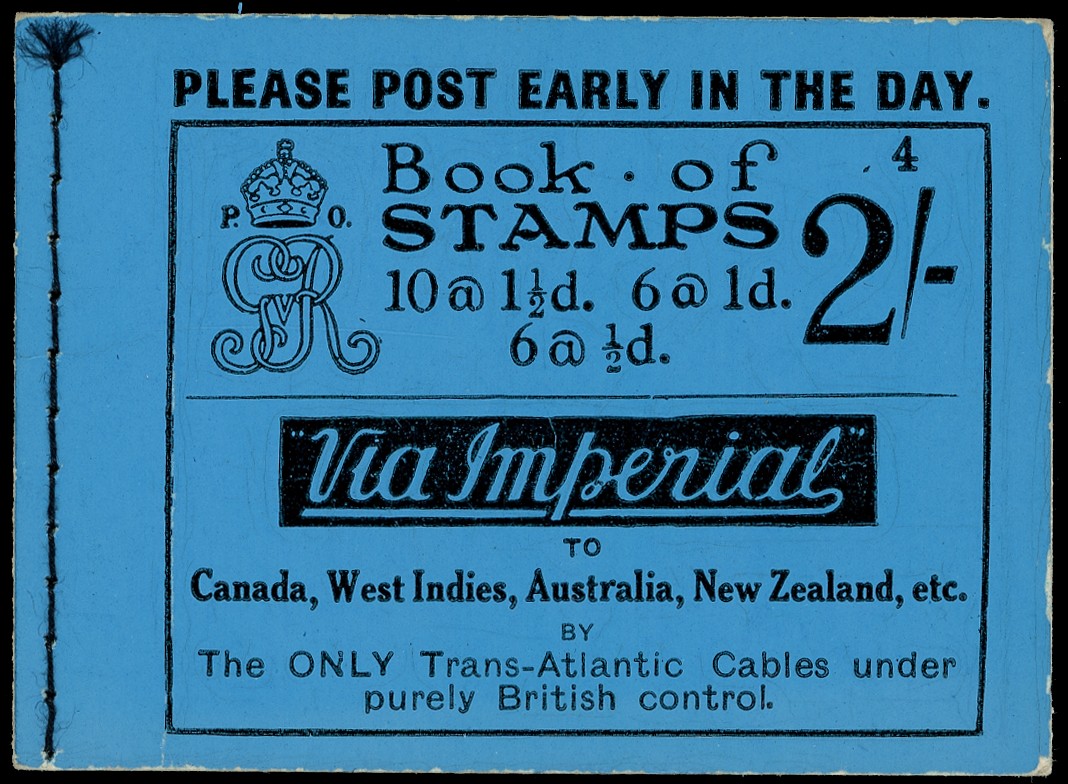 PLEASE POST EARLY IN THE DAY.
4
P. O.
GVR
Book · of
STAMPS
10 @ 1½d. 6 @ 1d.
6 @ ½d.
2/-
"Via Imperial"
TO
Canada, West Indies, Australia, New Zealand, etc.
BY
The ONLY Trans-Atlantic Cables under
purely British control.